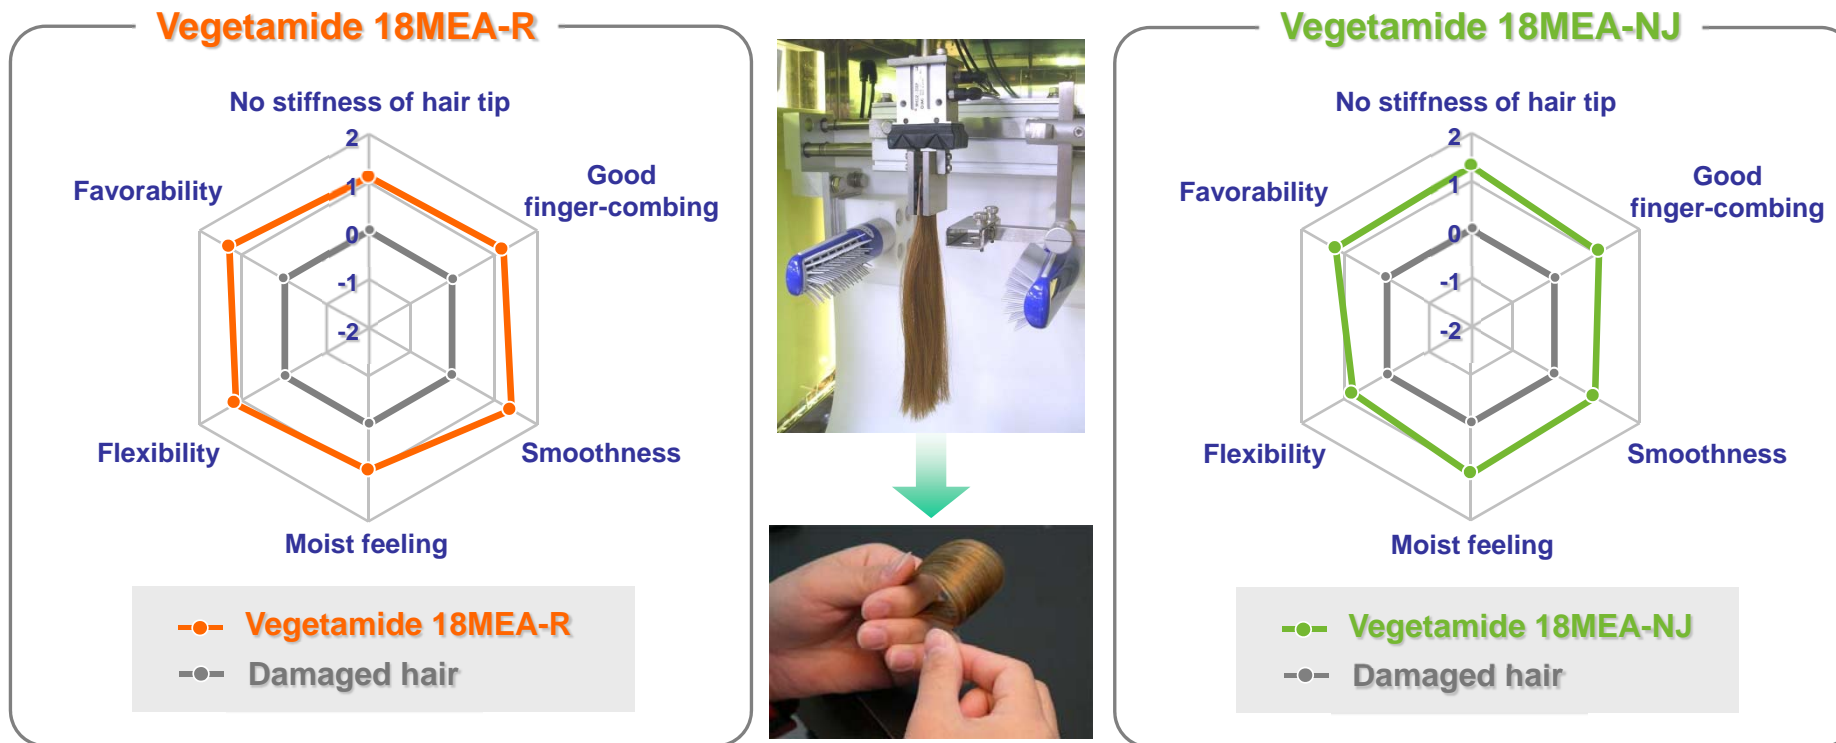 Vegetamide 18MEA-R
No stiffness of hair tip
2
1
0
-1
-2
Good
finger-combing
Favorability
Flexibility
Smoothness
Moist feeling
Vegetamide 18MEA-R
Damaged hair
Vegetamide 18MEA-NJ
No stiffness of hair tip
2
1
0
-1
-2
Good
finger-combing
Favorability
Flexibility
Smoothness
Moist feeling
Vegetamide 18MEA-NJ
Damaged hair